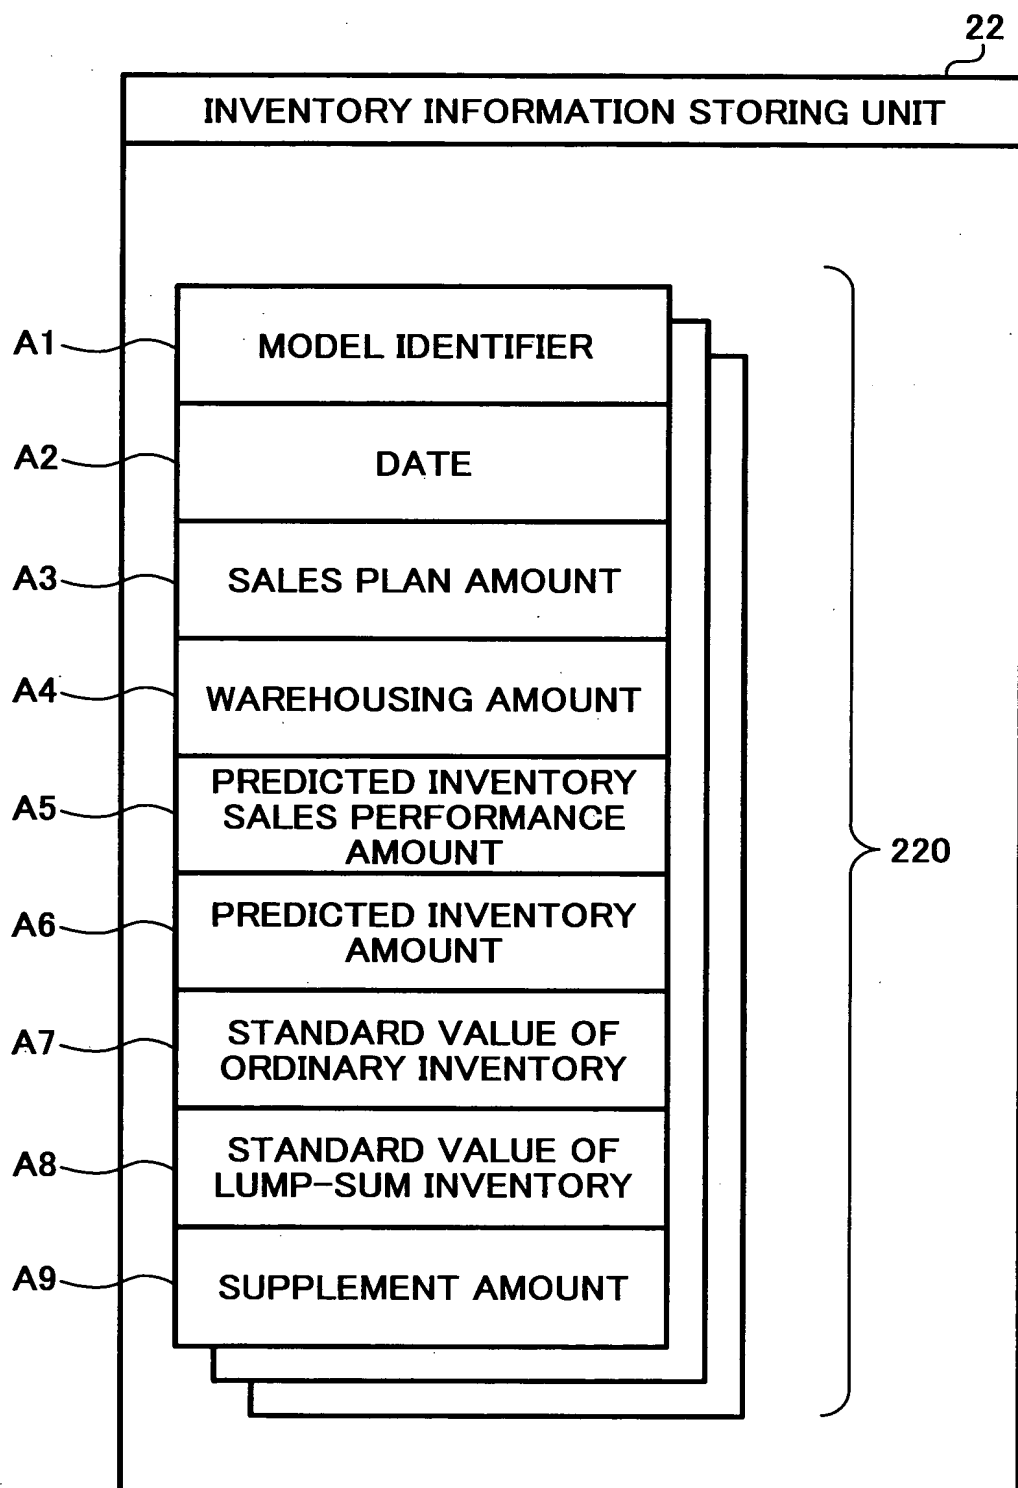 22
INVENTORY INFORMATION STORING UNIT
A1
MODEL IDENTIFIER
A2
DATE
A3
SALES PLAN AMOUNT
A4
WAREHOUSING AMOUNT
A5
PREDICTED INVENTORY
SALES PERFORMANCE
AMOUNT
220
A6
PREDICTED INVENTORY
AMOUNT
A7
STANDARD VALUE OF
ORDINARY INVENTORY
A8
STANDARD VALUE OF
LUMP-SUM INVENTORY
A9
SUPPLEMENT AMOUNT